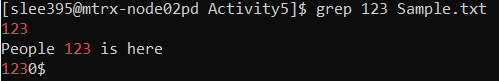 [slee395@mtrx-node02pd Activity5]$ grep 123 Sample.txt
123
People 123 is here
1230$